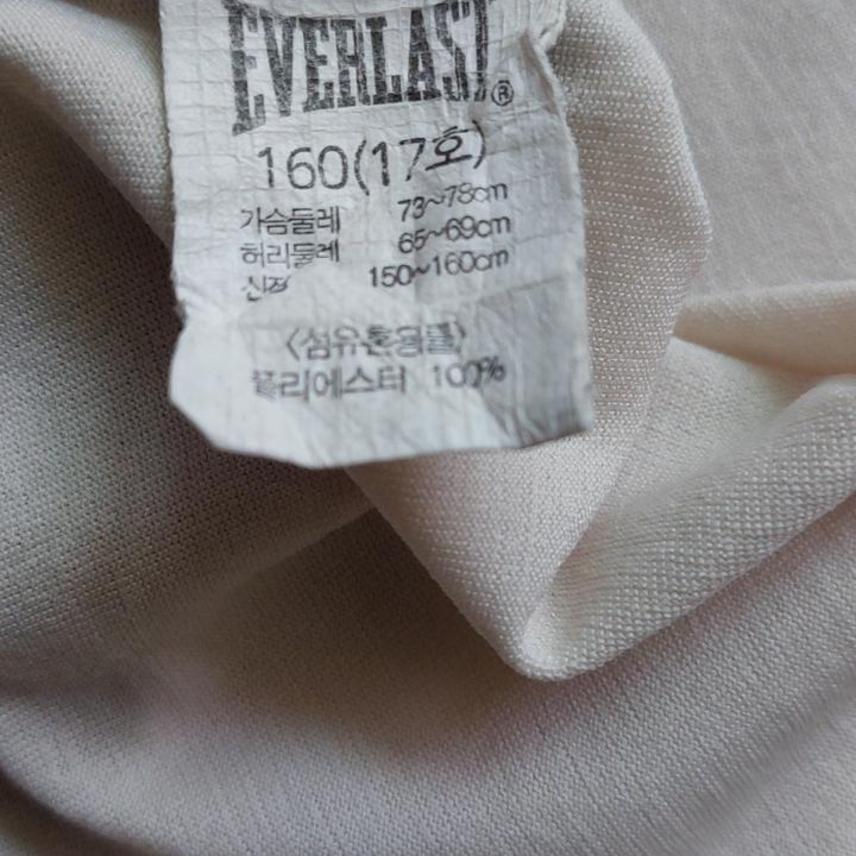 EVERLAST®
160(17호)
가슴둘레 73~78cm
허리둘레 65~69cm
신장 150~160cm
〈섬유혼용률〉
폴리에스터 100%